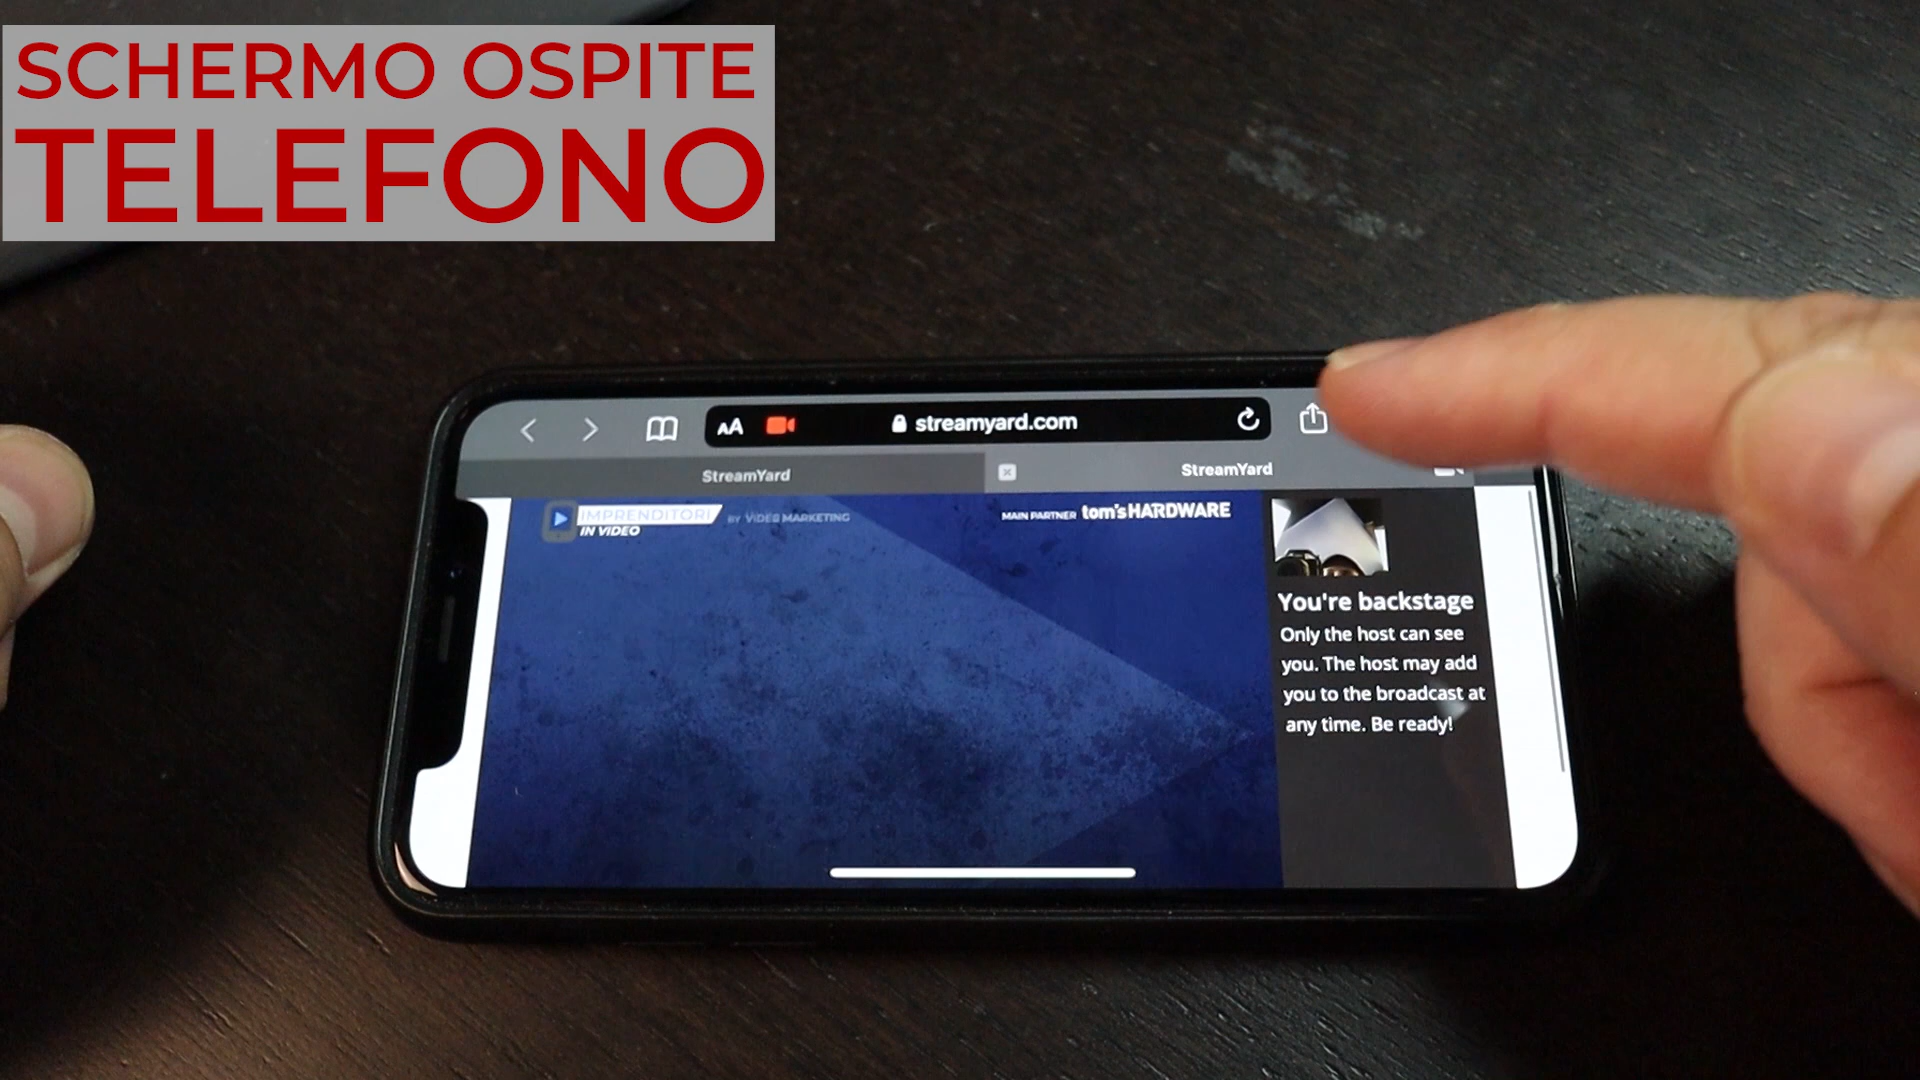 SCHERMO OSPITE
TELEFONO
AA
streamyard.com
StreamYard
StreamYard
IMPRENDITORI
IN VIDEO
BY VIDEO MARKETING
MAIN PARTNER tom'sHARDWARE
You're backstage
Only the host can see
you. The host may add
you to the broadcast at
any time. Be ready!